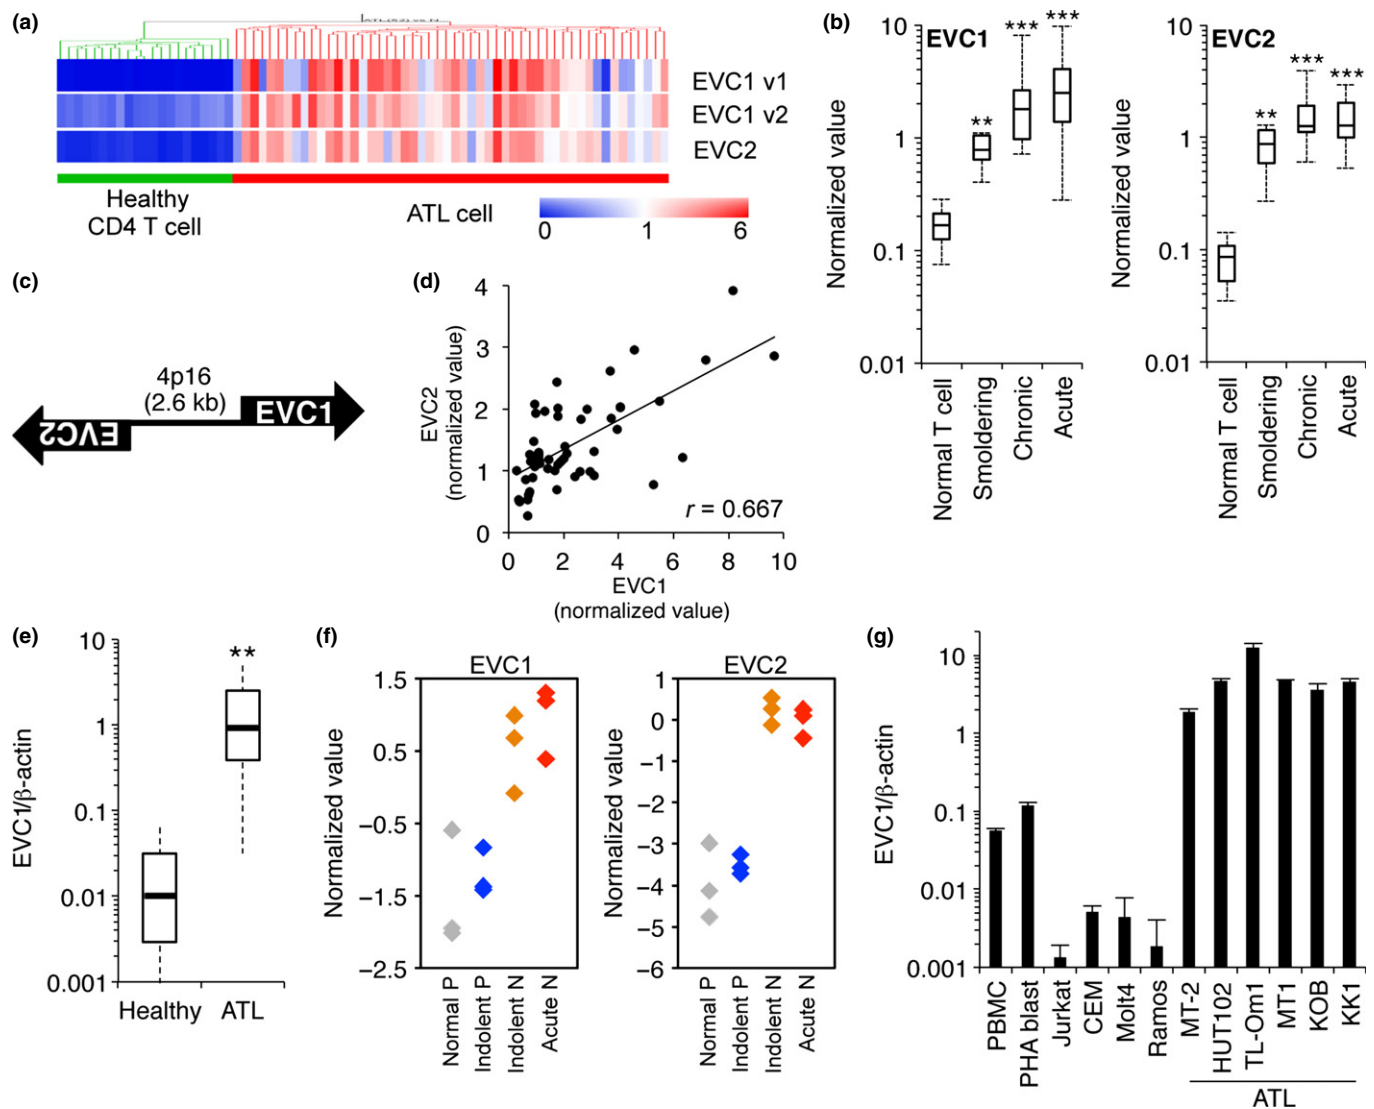 (a)
EVC1 v1
EVC1 v2
EVC2
Healthy
CD4 T cell
ATL cell
0 1 6
(b)
EVC1
** *** ***
Normalized value
10
1
0.1
0.01
Normal T cell
Smoldering
Chronic
Acute
EVC2
** *** ***
Normalized value
10
1
0.1
0.01
Normal T cell
Smoldering
Chronic
Acute
(c)
4p16
(2.6 kb)
EVC2
EVC1
(d)
EVC2
(normalized value)
4
3
2
1
0
r = 0.667
0 2 4 6 8 10
EVC1
(normalized value)
(e)
EVC1/β-actin
10
1
0.1
0.01
0.001
**
Healthy ATL
(f)
EVC1
Normalized value
1.5
0.5
−0.5
−1.5
−2.5
Normal P
Indolent P
Indolent N
Acute N
EVC2
Normalized value
1
0
−1
−2
−3
−4
−5
−6
Normal P
Indolent P
Indolent N
Acute N
(g)
EVC1/β-actin
10
1
0.1
0.01
0.001
PBMC
PHA blast
Jurkat
CEM
Molt4
Ramos
MT-2
HUT102
TL-Om1
MT1
KOB
KK1
ATL